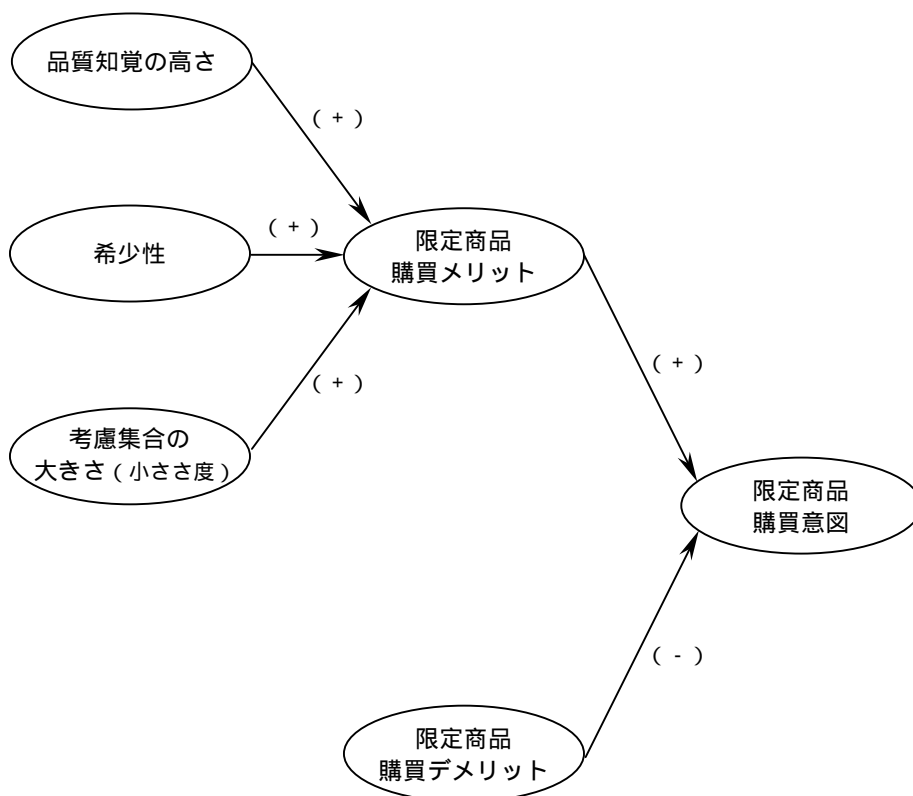 品質知覚の高さ
( + )
希少性
( + )
限定商品
購買メリット
( + )
考慮集合の
大きさ ( 小ささ度 )
( + )
限定商品
購買意図
( - )
限定商品
購買デメリット